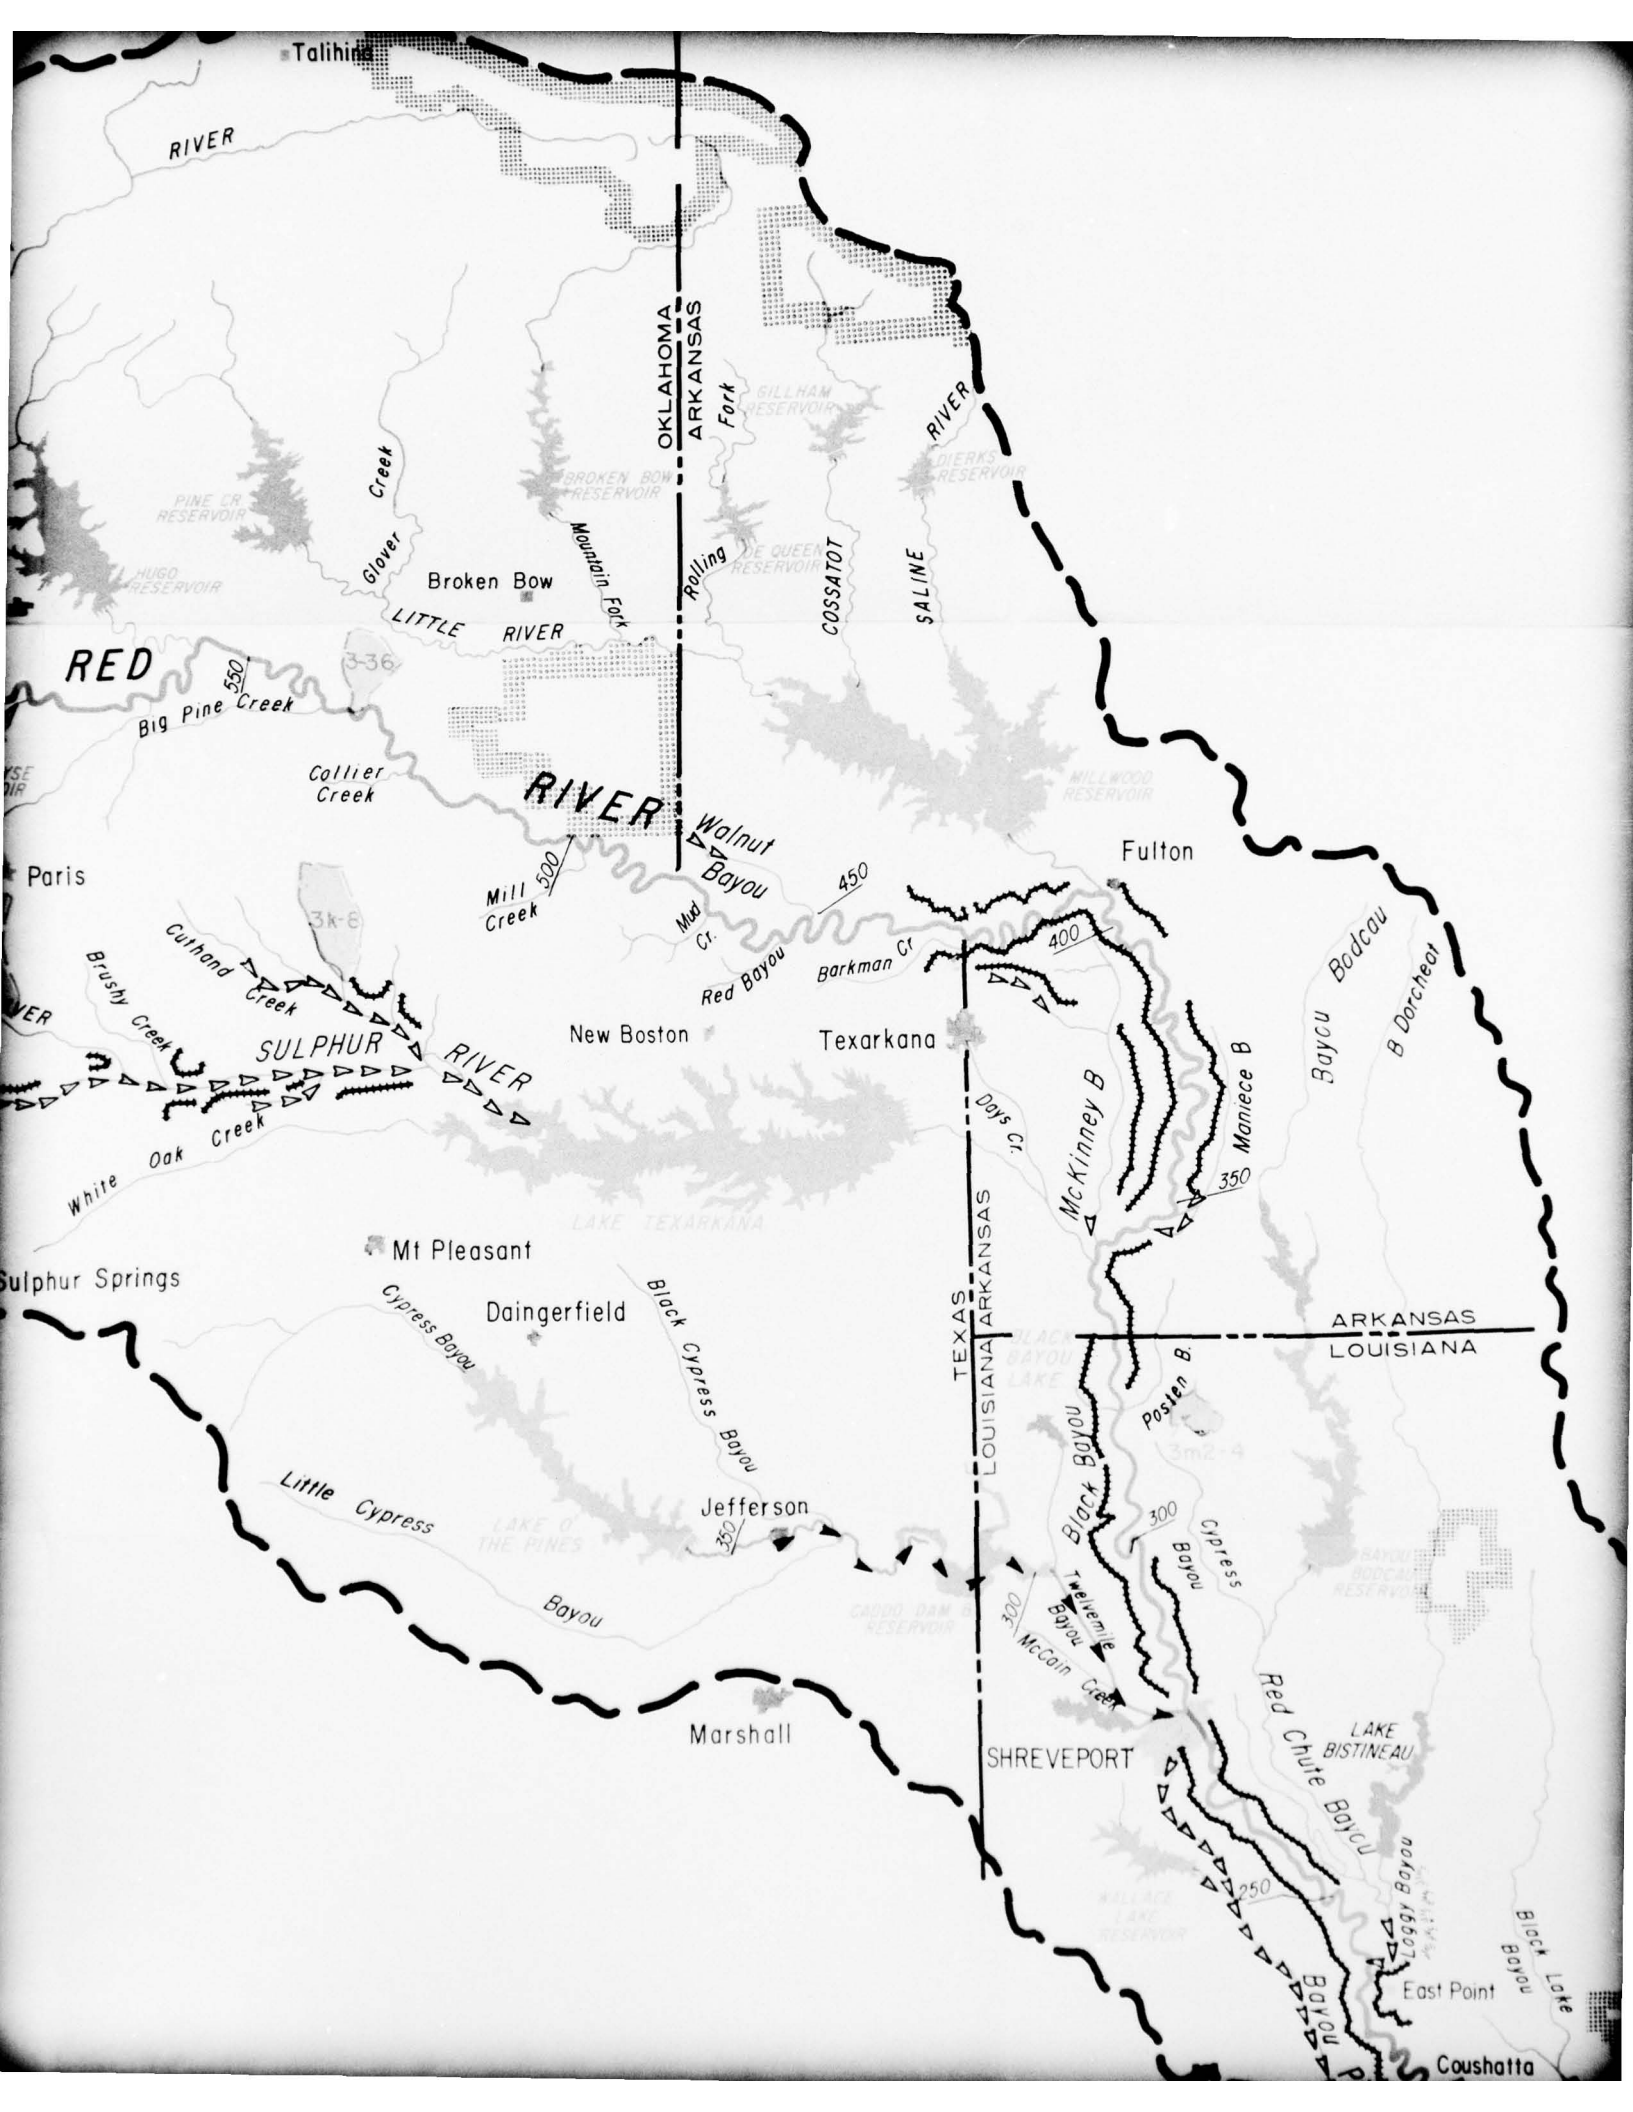 Talihina
RIVER
OKLAHOMA
ARKANSAS
Fork
GILLHAM
RESERVOIR
RIVER
DIERKS
RESERVOIR
Creek
BROKEN BOW
RESERVOIR
PINE CR
RESERVOIR
Glover
Mountain Fork
Rolling
DE QUEEN
RESERVOIR
COSSATOT
SALINE
HUGO
RESERVOIR
Broken Bow
LITTLE RIVER
RED
550
3-36
Big Pine Creek
Collier
Creek
RIVER
MILLWOOD
RESERVOIR
Walnut
Bayou
Fulton
Paris
Mill
Creek
500
450
Mud
Cr.
3k-8
Cuthand
Creek
Brushy Creek
Red Bayou
Barkman Cr
400
Bayou Bodcau
B Dorcheat
VER
New Boston
Texarkana
SULPHUR RIVER
McKinney B
Maniece B
Days Cr.
White Oak Creek
350
LAKE TEXARKANA
Mt Pleasant
Sulphur Springs
Cypress Bayou
Daingerfield
Black Cypress Bayou
TEXAS
LOUISIANA
ARKANSAS
ARKANSAS
LOUISIANA
BLACK
BAYOU
LAKE
Posten B.
3m2-4
Black Bayou
Little Cypress
Bayou
Jefferson
350
LAKE O'
THE PINES
300
Cypress
Bayou
BAYOU
BODCAU
RESERVOIR
CADDO DAM &
RESERVOIR
300
Twelvemile
Bayou
McCain Creek
Marshall
SHREVEPORT
Red Chute Bayou
LAKE
BISTINEAU
WALLACE
LAKE
RESERVOIR
250
Loggy Bayou
Black Lake
Bayou
East Point
Bayou P
Coushatta